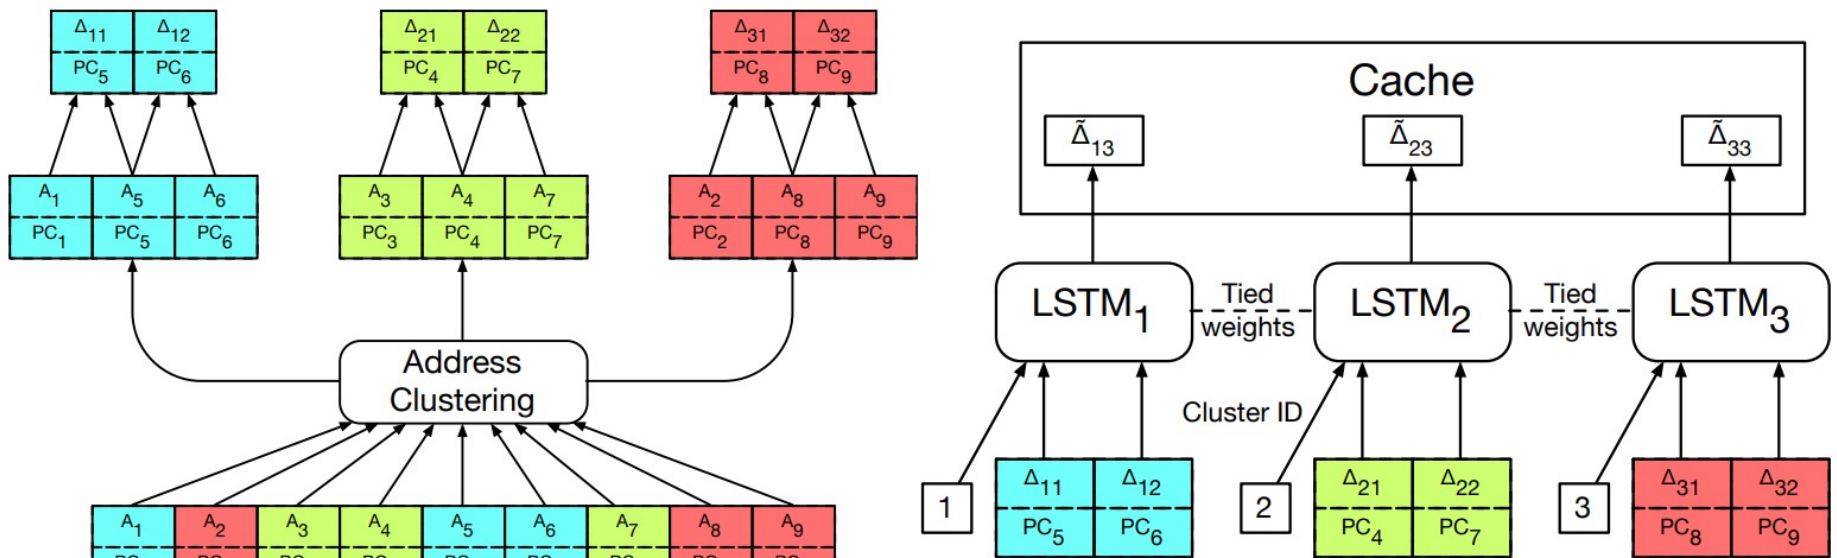 Δ11 Δ12 Δ21 Δ22 Δ31 Δ32
PC5 PC6 PC4 PC7 PC8 PC9
A1 A5 A6 A3 A4 A7 A2 A8 A9
PC1 PC5 PC6 PC3 PC4 PC7 PC2 PC8 PC9
Address
Clustering
A1 A2 A3 A4 A5 A6 A7 A8 A9
Cache
Δ̃13 Δ̃23 Δ̃33
LSTM1 Tied weights LSTM2 Tied weights LSTM3
Cluster ID
1 Δ11 Δ12 2 Δ21 Δ22 3 Δ31 Δ32
PC5 PC6 PC4 PC7 PC8 PC9